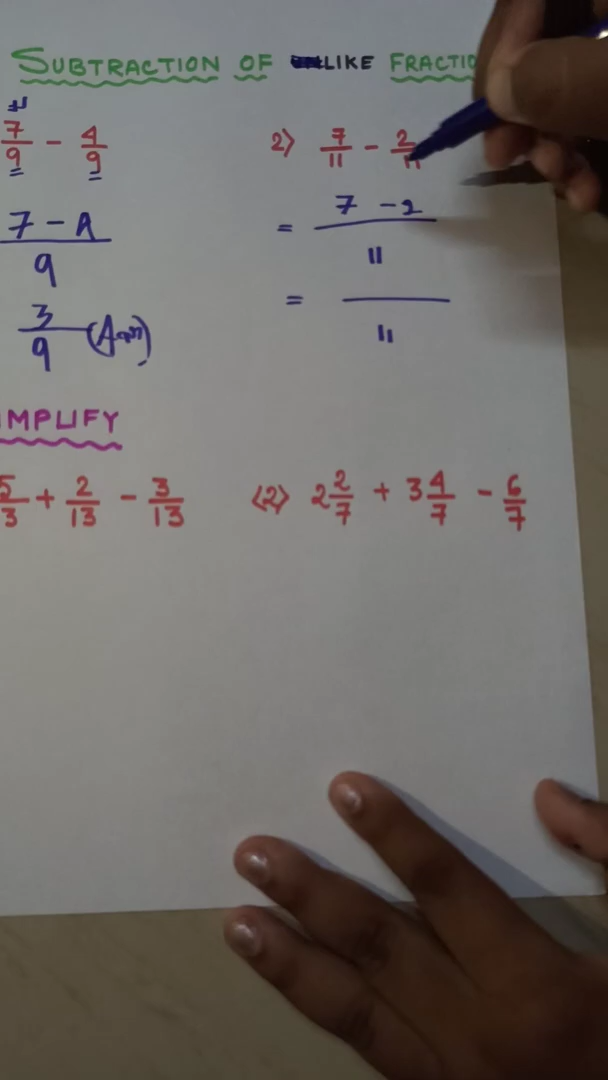 SUBTRACTION OF LIKE FRACTIO
7/9 - 4/9
7 - 4 / 9
3/9 (Ans)
2) 7/11 - 2/11
= 7 - 2 / 11
= / 11
IMPLIFY
5/3 + 2/13 - 3/13
(2) 2 2/7 + 3 4/7 - 6/7